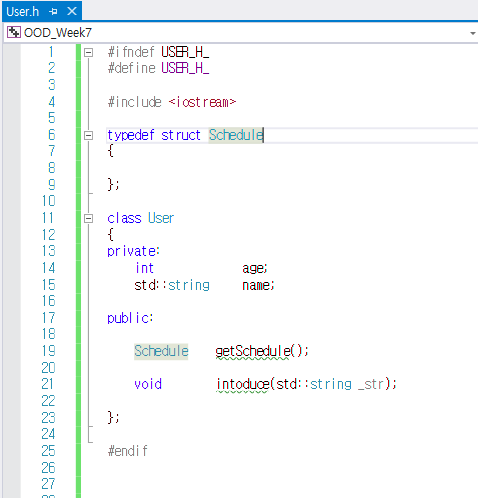 User.h
OOD_Week7
1 #ifndef USER_H_
2 #define USER_H_
3
4 #include <iostream>
5
6 typedef struct Schedule
7 {
8
9 };
10
11 class User
12 {
13 private:
14 int age;
15 std::string name;
16
17 public:
18
19 Schedule getSchedule();
20
21 void intoduce(std::string _str);
22
23 };
24
25 #endif
26
27